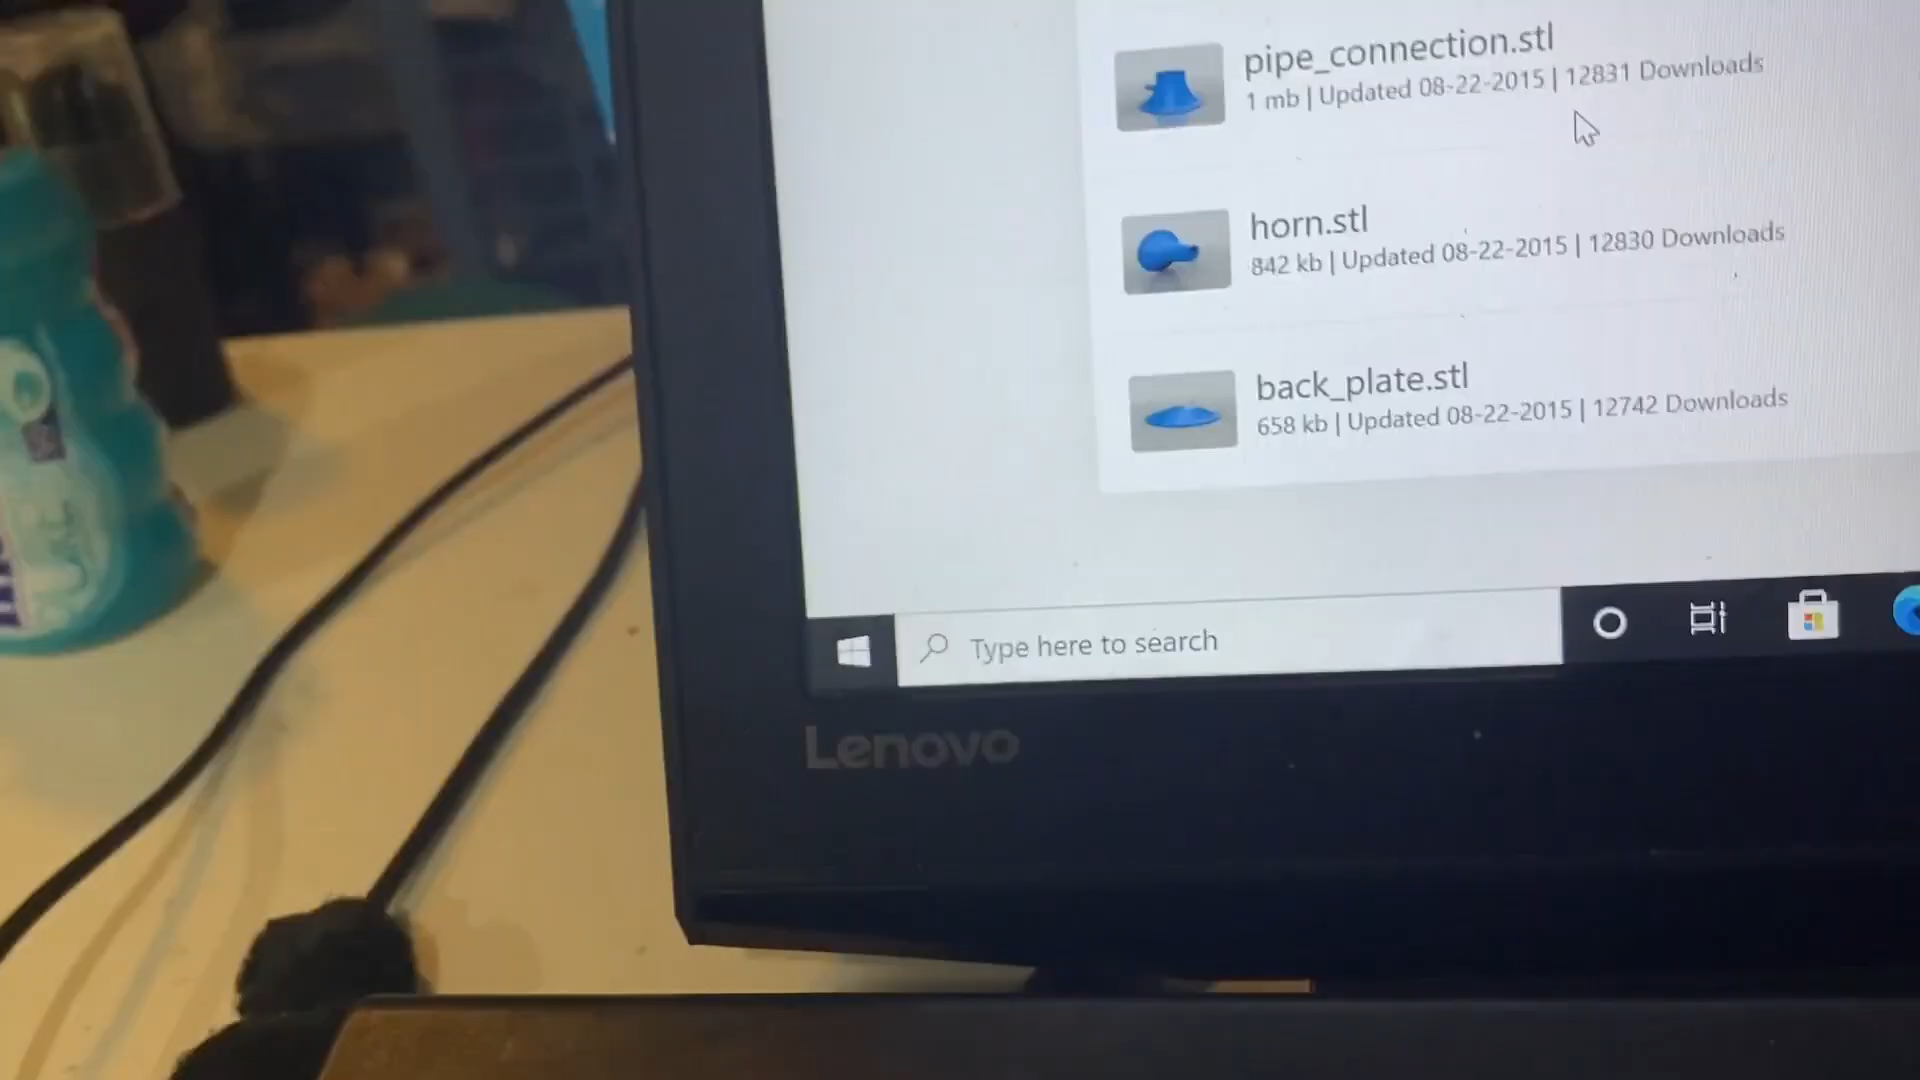 pipe_connection.stl
1 mb | Updated 08-22-2015 | 12831 Downloads
horn.stl
842 kb | Updated 08-22-2015 | 12830 Downloads
back_plate.stl
658 kb | Updated 08-22-2015 | 12742 Downloads
Type here to search
Lenovo